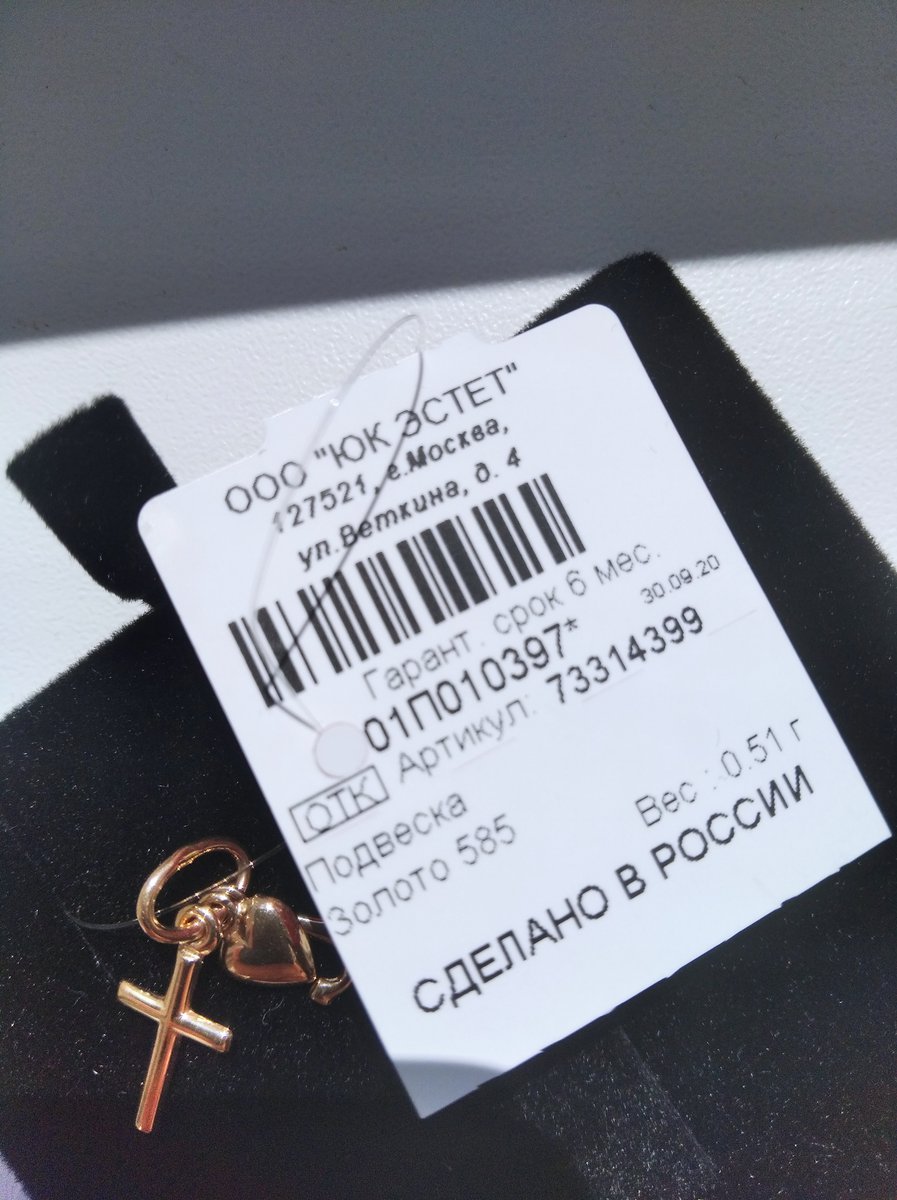 ООО "ЮК ЭСТЕТ"
127521, г.Москва,
ул.Веткина, д. 4
Гарант. срок 6 мес.
30.09.20
01П010397*
Артикул: 73314399
ОТК
Подвеска
Вес : 0.51 г
Золото 585
СДЕЛАНО В РОССИИ